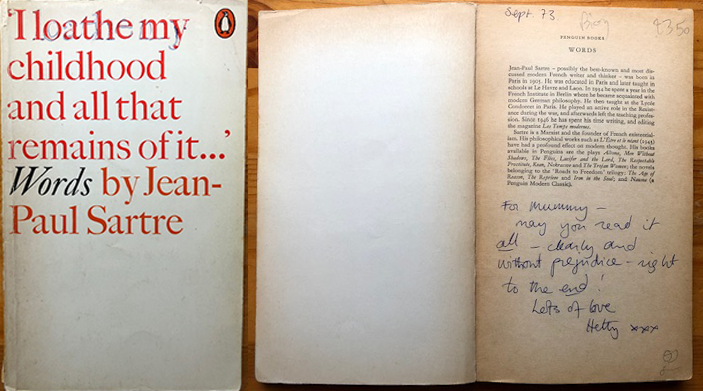 'I loathe my
childhood
and all that
remains of it...'
Words by Jean-
Paul Sartre
Sept. 73
Biog
£3.50
PENGUIN BOOKS
WORDS
Jean-Paul Sartre – possibly the best-known and most dis-
cussed modern French writer and thinker – was born in
Paris in 1905. He was educated in Paris and later taught in
schools at Le Havre and Laon. In 1934 he spent a year in the
French Institute in Berlin where he became acquainted with
modern German philosophy. He then taught at the Lycée
Condorcet in Paris. He played an active role in the Resist-
ance during the war, and afterwards left the teaching profes-
sion. Since 1946 he has spent his time writing, and editing
the magazine Les Temps modernes.
Sartre is a Marxist and the founder of French existential-
ism. His philosophical works such as L'Être et le néant (1943)
have had a profound effect on modern thought. His books
available in Penguins are the plays Altona, Men Without
Shadows, The Flies, Lucifer and the Lord, The Respectable
Prostitute, Kean, Nekrassov and The Trojan Women; the novels
belonging to the 'Roads to Freedom' trilogy: The Age of
Reason, The Reprieve and Iron in the Soul; and Nausea (a
Penguin Modern Classic).
For Mummy –
may you read it
all – clearly and
without prejudice – right
to the end!
Lots of love
Hetty xxx